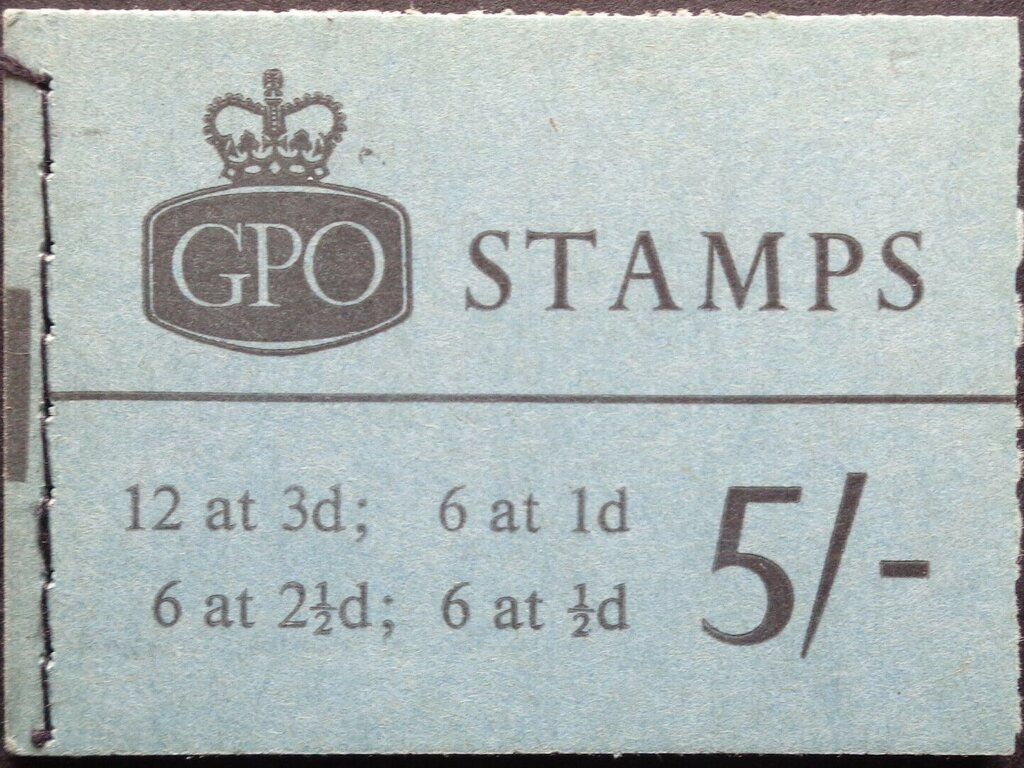 GPO STAMPS
12 at 3d; 6 at 1d
6 at 2½d; 6 at ½d
5/-